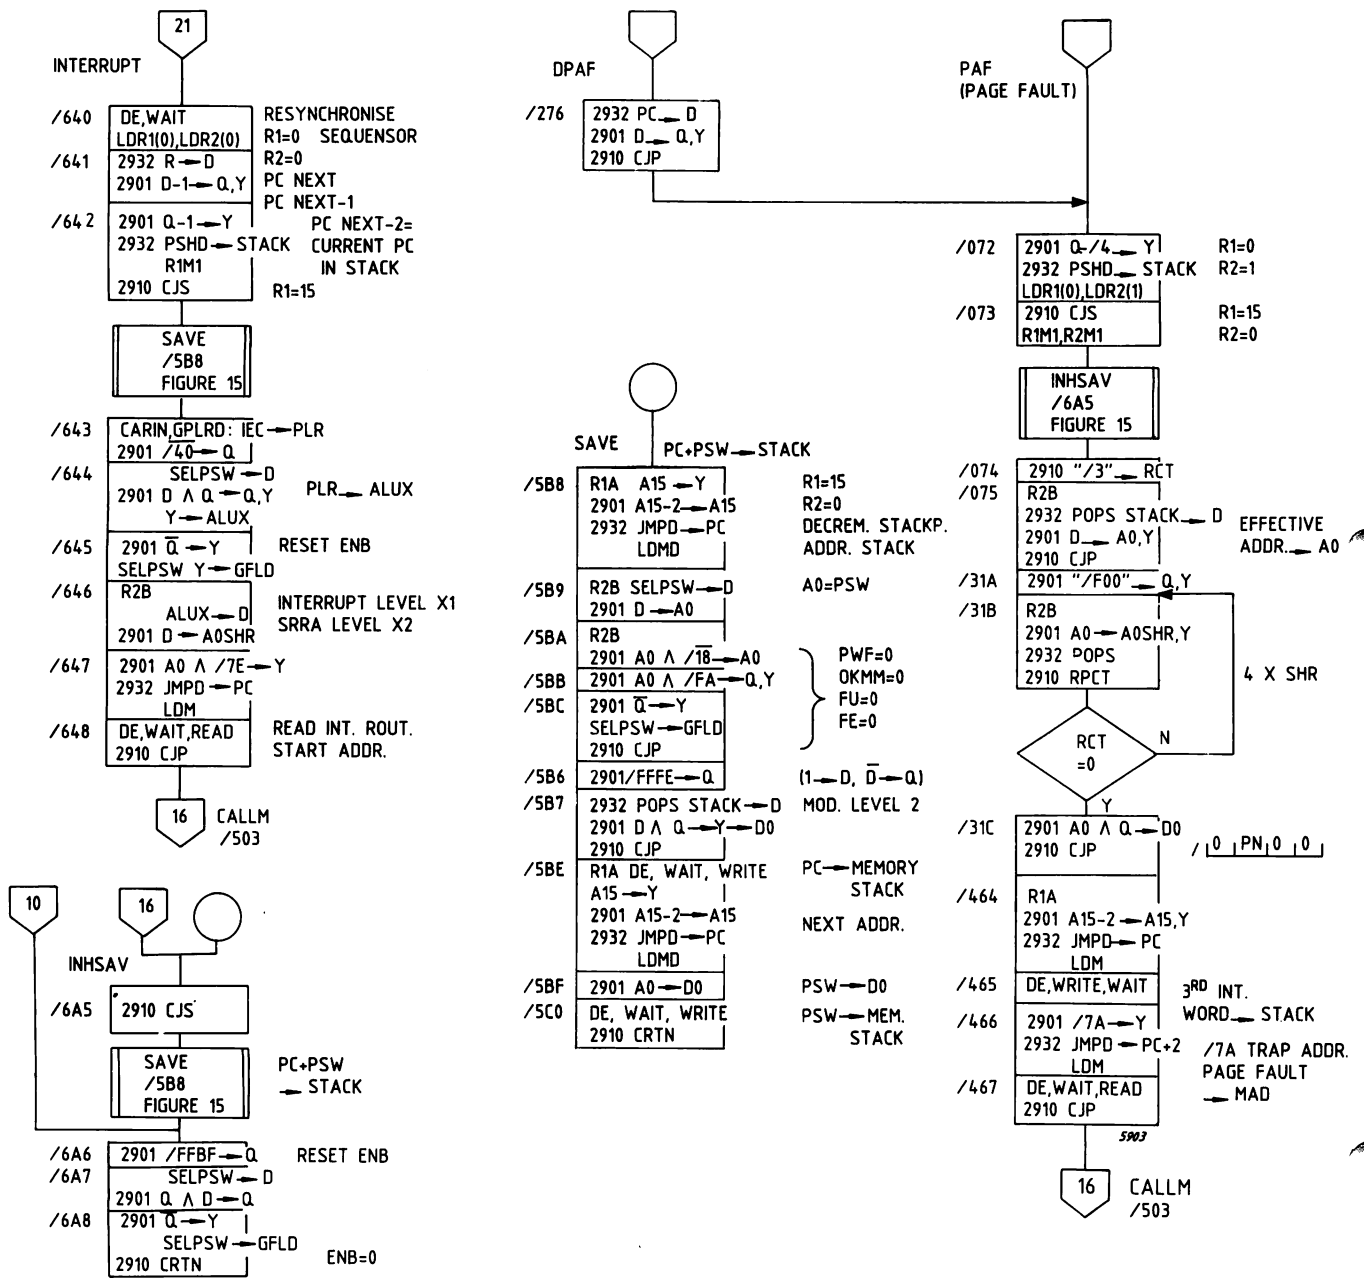 21
INTERRUPT
/640 DE,WAIT RESYNCHRONISE
LDR1(0),LDR2(0) R1=0 SEQUENSOR
/641 2932 R→D R2=0
2901 D-1→Q,Y PC NEXT
PC NEXT-1
/642 2901 Q-1→Y PC NEXT-2=
2932 PSHD→STACK CURRENT PC
R1M1 IN STACK
2910 CJS R1=15
SAVE
/5B8
FIGURE 15
/643 CARIN,GPLRD: IEC→PLR
2901 /4̅0̅→Q
/644 SELPSW→D
2901 D Λ Q→Q,Y PLR→ALUX
Y→ALUX
/645 2901 Q̅→Y RESET ENB
SELPSW Y→GFLD
/646 R2B INTERRUPT LEVEL X1
ALUX→D SRRA LEVEL X2
2901 D→A0SHR
/647 2901 A0 Λ /7E→Y
2932 JMPD→PC
LDM
/648 DE,WAIT,READ READ INT. ROUT.
2910 CJP START ADDR.
16 CALLM
/503
10
16
INHSAV
/6A5 2910 CJS
SAVE PC+PSW
/5B8 →STACK
FIGURE 15
/6A6 2901 /FFBF→Q RESET ENB
/6A7 SELPSW→D
2901 Q Λ D→Q
/6A8 2901 Q̅→Y
SELPSW→GFLD
2910 CRTN ENB=0
DPAF
/276 2932 PC→D
2901 D→Q,Y
2910 CJP
SAVE PC+PSW→STACK
/5B8 R1A A15→Y R1=15
2901 A15-2→A15 R2=0
2932 JMPD→PC DECREM. STACKP.
LDMD ADDR. STACK
/5B9 R2B SELPSW→D A0=PSW
2901 D→A0
/5BA R2B
2901 A0 Λ /1̅8̅→A0 PWF=0
/5BB 2901 A0 Λ /FA→Q,Y OKMM=0
/5BC 2901 Q̅→Y FU=0
SELPSW→GFLD FE=0
2910 CJP
/5B6 2901/FFFE→Q (1→D, D̅→Q)
/5B7 2932 POPS STACK→D MOD. LEVEL 2
2901 D Λ Q→Y→D0
2910 CJP
/5BE R1A DE, WAIT, WRITE PC→MEMORY
A15→Y STACK
2901 A15-2→A15 NEXT ADDR.
2932 JMPD→PC
LDMD
/5BF 2901 A0→D0 PSW→D0
/5C0 DE, WAIT, WRITE PSW→MEM.
2910 CRTN STACK
PAF
(PAGE FAULT)
/072 2901 Q-/4→Y R1=0
2932 PSHD→STACK R2=1
LDR1(0),LDR2(1)
/073 2910 CJS R1=15
R1M1,R2M1 R2=0
INHSAV
/6A5
FIGURE 15
/074 2910 "/3"→RCT
/075 R2B
2932 POPS STACK→D EFFECTIVE
2901 D→A0,Y ADDR.→A0
2910 CJP
/31A 2901 "/F00"→Q,Y
/31B R2B
2901 A0→A0SHR,Y
2932 POPS
2910 RPCT 4 X SHR
RCT N
=0
Y
/31C 2901 A0 Λ Q→D0
2910 CJP / 0 PN 0 0
/464 R1A
2901 A15-2→A15,Y
2932 JMPD→PC
LDM
/465 DE,WRITE,WAIT 3RD INT.
WORD→STACK
/466 2901 /7A→Y
2932 JMPD→PC+2 /7A TRAP ADDR.
LDM PAGE FAULT
/467 DE,WAIT,READ →MAD
2910 CJP
5903
16 CALLM
/503